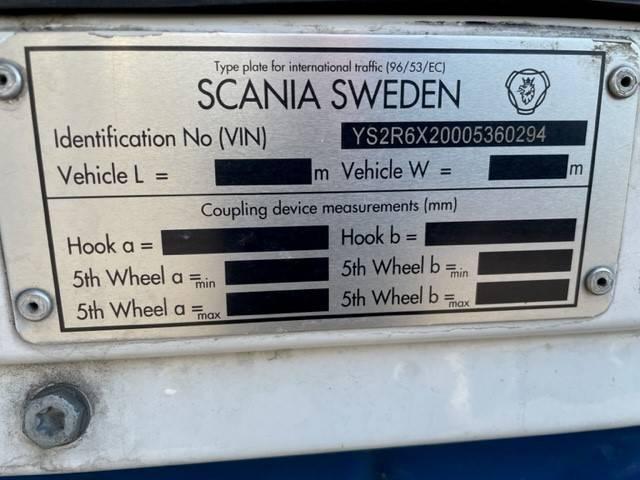 Type plate for international traffic (96/53/EC)
SCANIA SWEDEN
Identification No (VIN) YS2R6X20005360294
Vehicle L = m Vehicle W = m
Coupling device measurements (mm)
Hook a = Hook b =
5th Wheel a =min 5th Wheel b =min
5th Wheel a =max 5th Wheel b =max